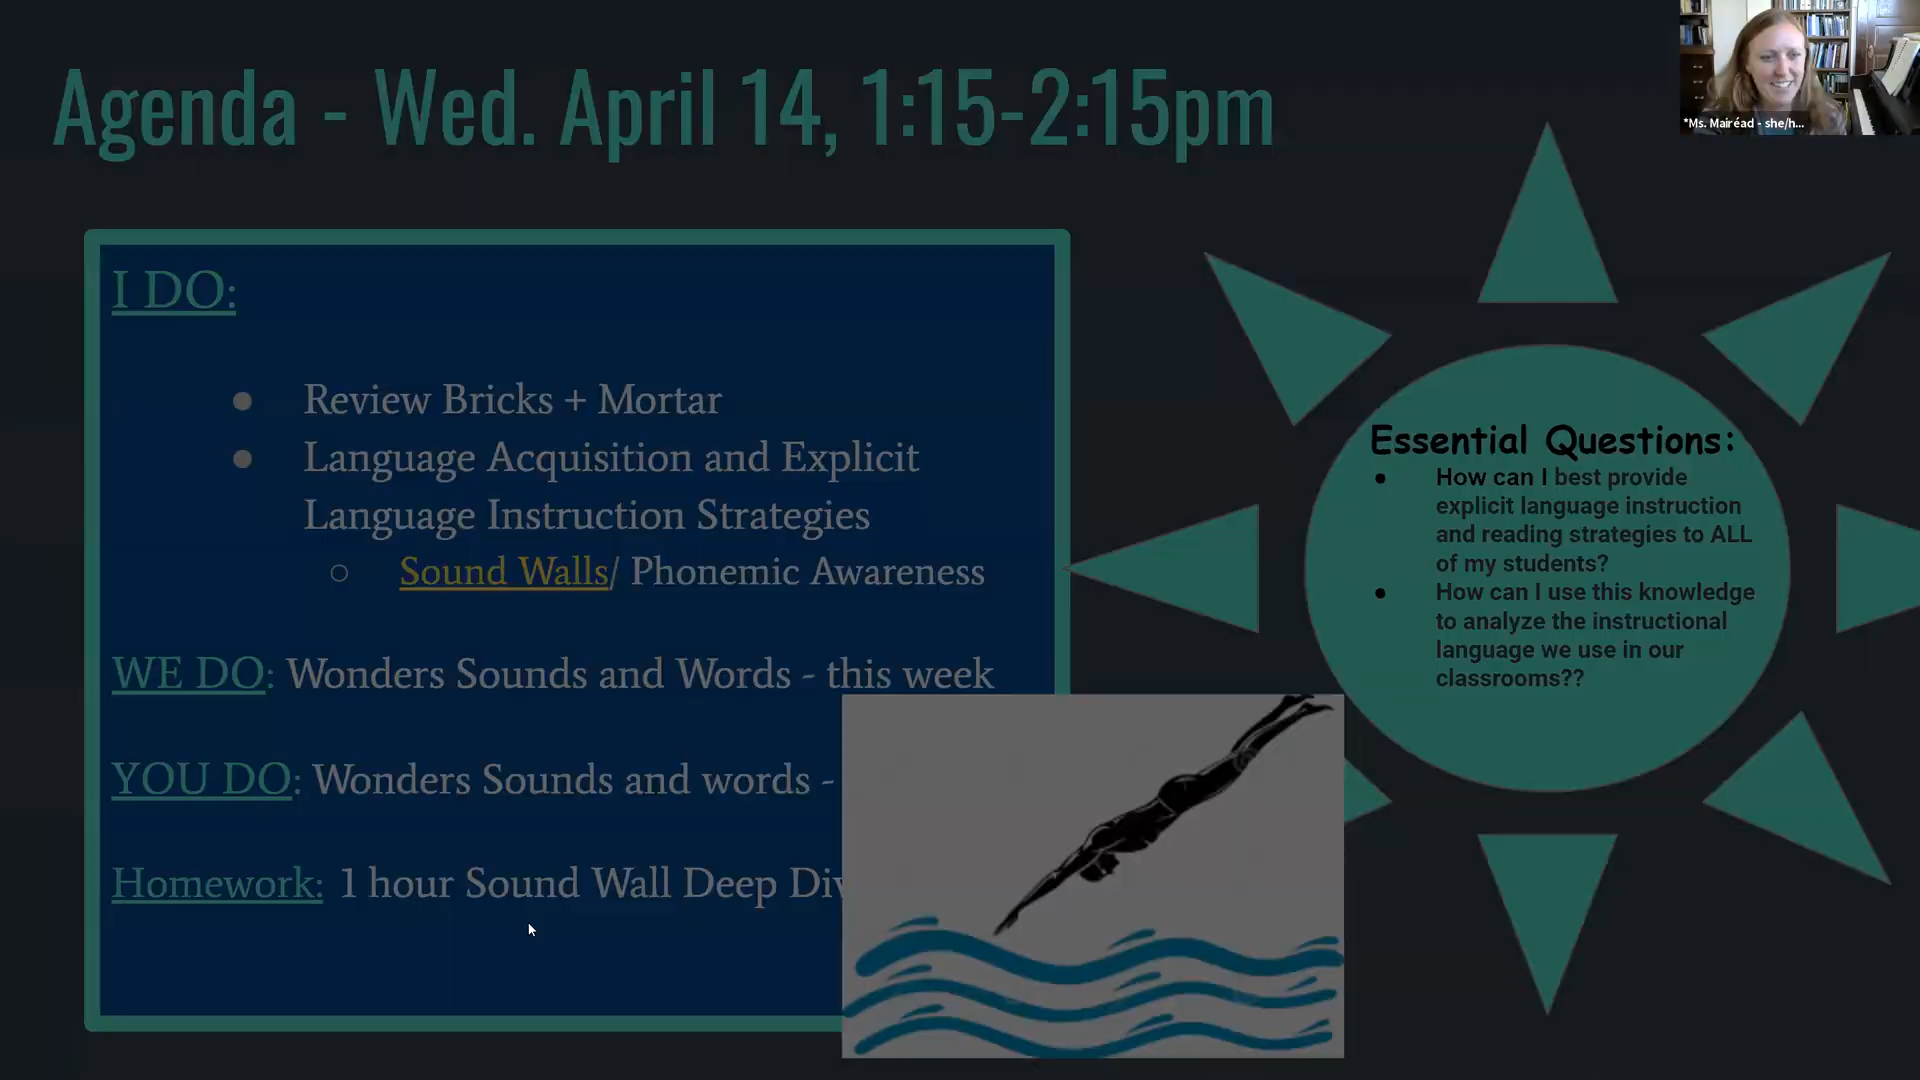 Agenda - Wed. April 14, 1:15-2:15pm
*Ms. Mairéad - she/h...
I DO:
● Review Bricks + Mortar
● Language Acquisition and Explicit
Language Instruction Strategies
○ Sound Walls/ Phonemic Awareness
WE DO: Wonders Sounds and Words - this week
YOU DO: Wonders Sounds and words -
Homework: 1 hour Sound Wall Deep Div
Essential Questions:
● How can I best provide
explicit language instruction
and reading strategies to ALL
of my students?
● How can I use this knowledge
to analyze the instructional
language we use in our
classrooms??